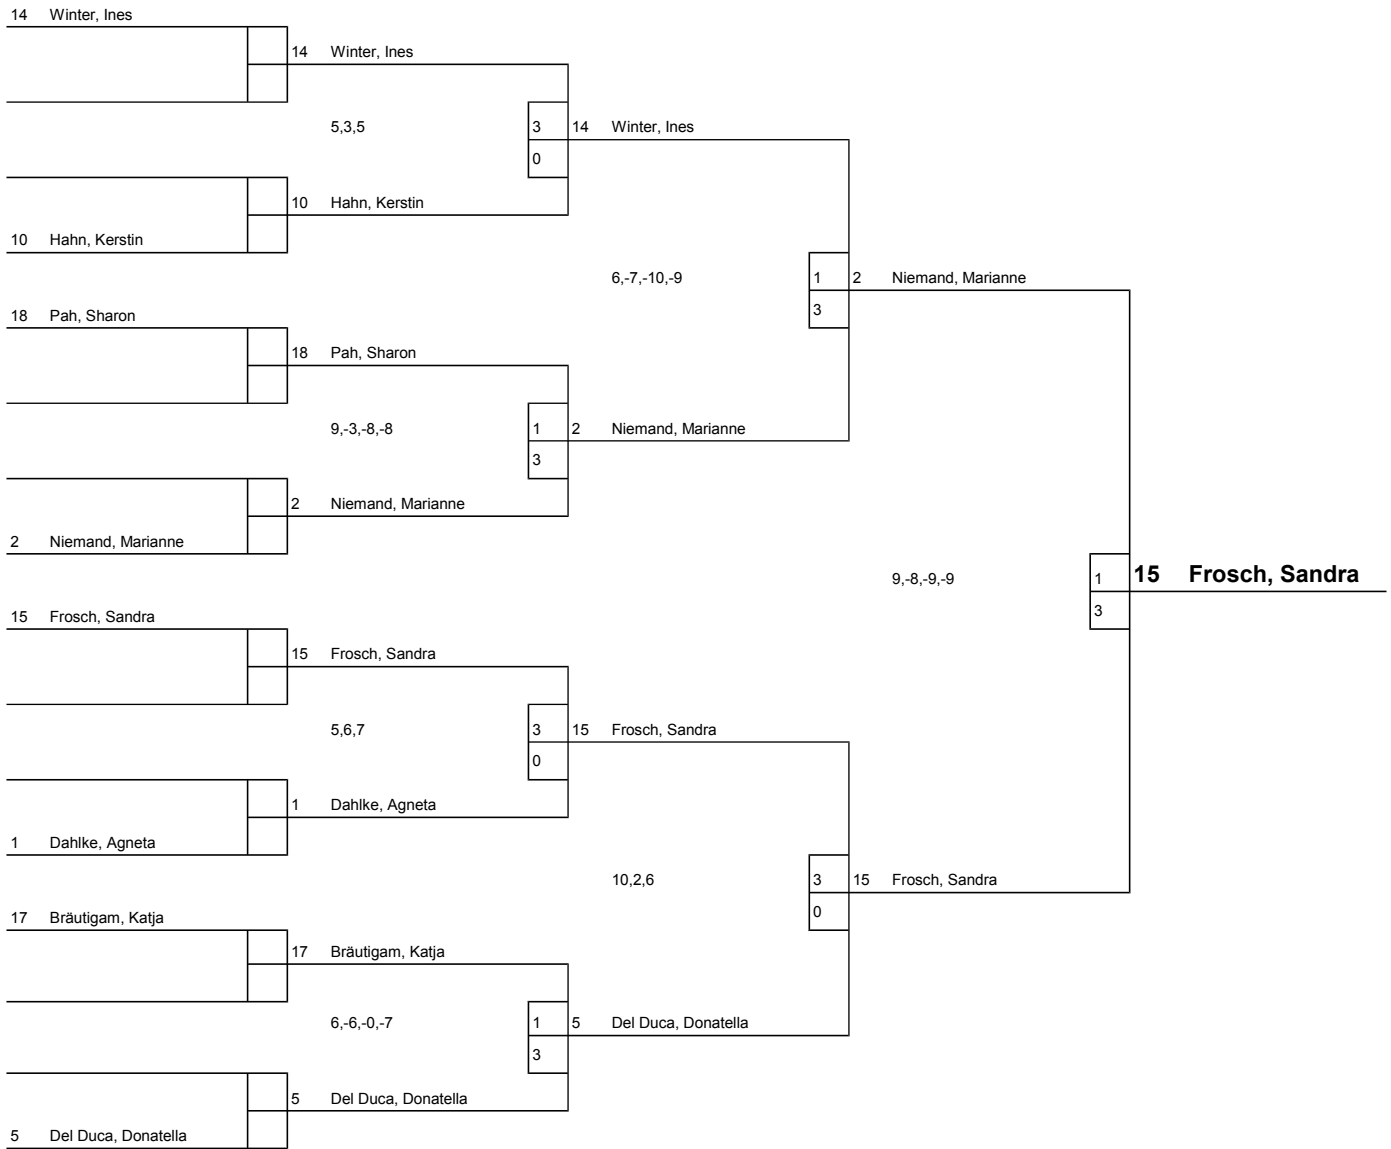 14 Winter, Ines
14 Winter, Ines
5,3,5 3 14 Winter, Ines
0
10 Hahn, Kerstin
10 Hahn, Kerstin
6,-7,-10,-9 1 2 Niemand, Marianne
3
18 Pah, Sharon
18 Pah, Sharon
9,-3,-8,-8 1 2 Niemand, Marianne
3
2 Niemand, Marianne
2 Niemand, Marianne
9,-8,-9,-9 1 15 Frosch, Sandra
3
15 Frosch, Sandra
15 Frosch, Sandra
5,6,7 3 15 Frosch, Sandra
0
1 Dahlke, Agneta
1 Dahlke, Agneta
10,2,6 3 15 Frosch, Sandra
0
17 Bräutigam, Katja
17 Bräutigam, Katja
6,-6,-0,-7 1 5 Del Duca, Donatella
3
5 Del Duca, Donatella
5 Del Duca, Donatella